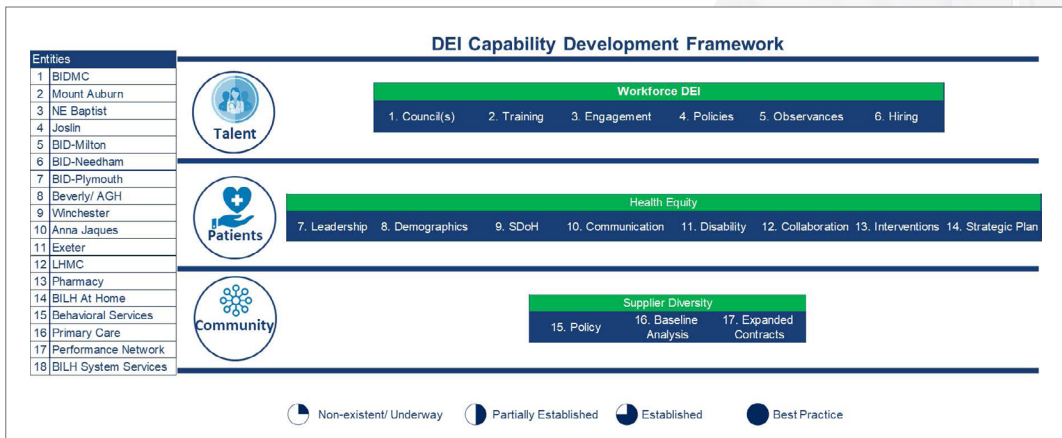 DEI Capability Development Framework
Entities
1 BIDMC
2 Mount Auburn
3 NE Baptist
4 Joslin
5 BID-Milton
6 BID-Needham
7 BID-Plymouth
8 Beverly/ AGH
9 Winchester
10 Anna Jaques
11 Exeter
12 LHMC
13 Pharmacy
14 BILH At Home
15 Behavioral Services
16 Primary Care
17 Performance Network
18 BILH System Services
Talent
Workforce DEI
1. Council(s) 2. Training 3. Engagement 4. Policies 5. Observances 6. Hiring
Patients
Health Equity
7. Leadership 8. Demographics 9. SDoH 10. Communication 11. Disability 12. Collaboration 13. Interventions 14. Strategic Plan
Community
Supplier Diversity
15. Policy
16. Baseline
Analysis
17. Expanded
Contracts
Non-existent/ Underway Partially Established Established Best Practice